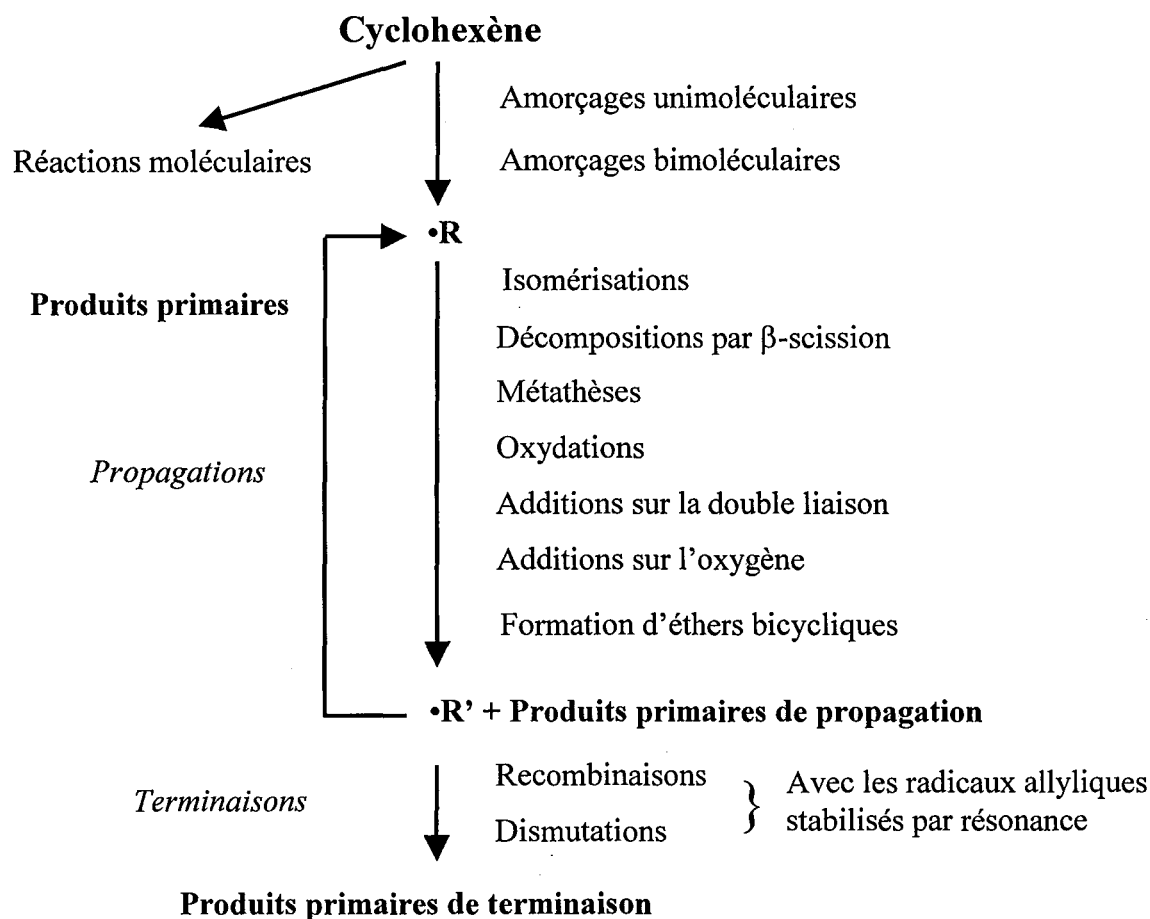 Cyclohexène
Amorçages unimoléculaires
Réactions moléculaires
Amorçages bimoléculaires
•R
Produits primaires
Isomérisations
Décompositions par β-scission
Métathèses
Propagations
Oxydations
Additions sur la double liaison
Additions sur l'oxygène
Formation d'éthers bicycliques
•R' + Produits primaires de propagation
Terminaisons
Recombinaisons
Dismutations
Avec les radicaux allyliques
stabilisés par résonance
Produits primaires de terminaison